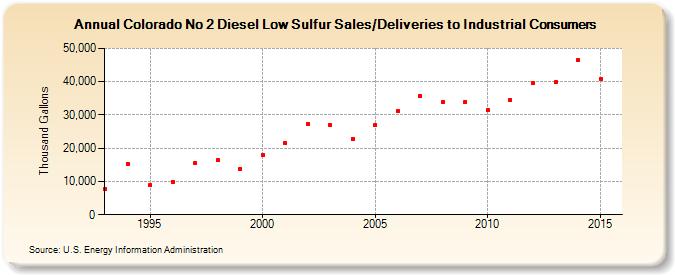 Annual Colorado No 2 Diesel Low Sulfur Sales/Deliveries to Industrial Consumers
Thousand Gallons
50,000
40,000
30,000
20,000
10,000
0
1995 2000 2005 2010 2015
Source: U.S. Energy Information Administration